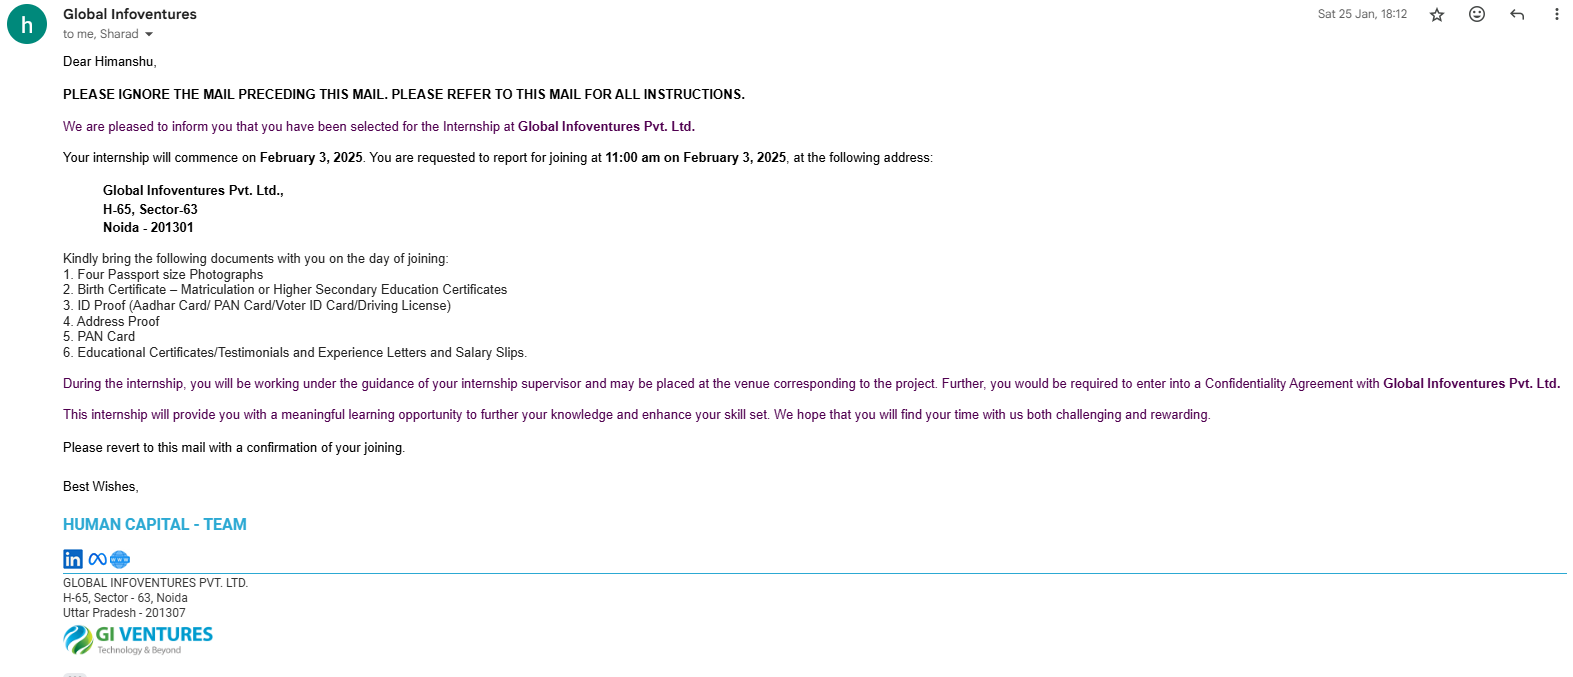 h
Global Infoventures
Sat 25 Jan, 18:12
to me, Sharad
Dear Himanshu,
PLEASE IGNORE THE MAIL PRECEDING THIS MAIL. PLEASE REFER TO THIS MAIL FOR ALL INSTRUCTIONS.
We are pleased to inform you that you have been selected for the Internship at Global Infoventures Pvt. Ltd.
Your internship will commence on February 3, 2025. You are requested to report for joining at 11:00 am on February 3, 2025, at the following address:
Global Infoventures Pvt. Ltd.,
H-65, Sector-63
Noida - 201301
Kindly bring the following documents with you on the day of joining:
1. Four Passport size Photographs
2. Birth Certificate – Matriculation or Higher Secondary Education Certificates
3. ID Proof (Aadhar Card/ PAN Card/Voter ID Card/Driving License)
4. Address Proof
5. PAN Card
6. Educational Certificates/Testimonials and Experience Letters and Salary Slips.
During the internship, you will be working under the guidance of your internship supervisor and may be placed at the venue corresponding to the project. Further, you would be required to enter into a Confidentiality Agreement with Global Infoventures Pvt. Ltd.
This internship will provide you with a meaningful learning opportunity to further your knowledge and enhance your skill set. We hope that you will find your time with us both challenging and rewarding.
Please revert to this mail with a confirmation of your joining.
Best Wishes,
HUMAN CAPITAL - TEAM
in
www
GLOBAL INFOVENTURES PVT. LTD.
H-65, Sector - 63, Noida
Uttar Pradesh - 201307
GI VENTURES
Technology & Beyond